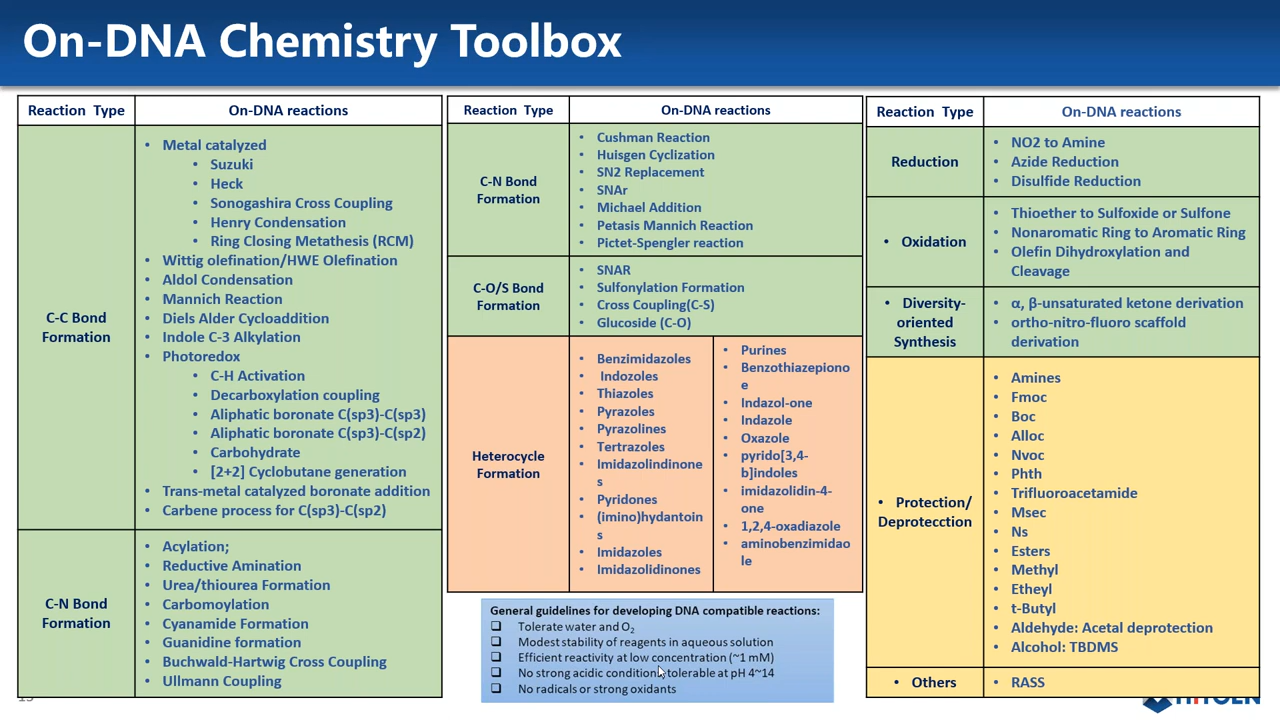 On-DNA Chemistry Toolbox
Reaction Type
On-DNA reactions
C-C Bond
Formation
• Metal catalyzed
• Suzuki
• Heck
• Sonogashira Cross Coupling
• Henry Condensation
• Ring Closing Metathesis (RCM)
• Wittig olefination/HWE Olefination
• Aldol Condensation
• Mannich Reaction
• Diels Alder Cycloaddition
• Indole C-3 Alkylation
• Photoredox
• C-H Activation
• Decarboxylation coupling
• Aliphatic boronate C(sp3)-C(sp3)
• Aliphatic boronate C(sp3)-C(sp2)
• Carbohydrate
• [2+2] Cyclobutane generation
• Trans-metal catalyzed boronate addition
• Carbene process for C(sp3)-C(sp2)
C-N Bond
Formation
• Acylation;
• Reductive Amination
• Urea/thiourea Formation
• Carbomoylation
• Cyanamide Formation
• Guanidine formation
• Buchwald-Hartwig Cross Coupling
• Ullmann Coupling
Reaction Type
On-DNA reactions
C-N Bond
Formation
• Cushman Reaction
• Huisgen Cyclization
• SN2 Replacement
• SNAr
• Michael Addition
• Petasis Mannich Reaction
• Pictet-Spengler reaction
C-O/S Bond
Formation
• SNAR
• Sulfonylation Formation
• Cross Coupling(C-S)
• Glucoside (C-O)
Heterocycle
Formation
• Benzimidazoles
• Indozoles
• Thiazoles
• Pyrazoles
• Pyrazolines
• Tertrazoles
• Imidazolindinone
s
• Pyridones
• (imino)hydantoin
s
• Imidazoles
• Imidazolidinones
• Purines
• Benzothiazepiono
e
• Indazol-one
• Indazole
• Oxazole
• pyrido[3,4-
b]indoles
• imidazolidin-4-
one
• 1,2,4-oxadiazole
• aminobenzimidao
le
General guidelines for developing DNA compatible reactions:
❑ Tolerate water and O2
❑ Modest stability of reagents in aqueous solution
❑ Efficient reactivity at low concentration (~1 mM)
❑ No strong acidic condition, tolerable at pH 4~14
❑ No radicals or strong oxidants
Reaction Type
On-DNA reactions
Reduction
• NO2 to Amine
• Azide Reduction
• Disulfide Reduction
• Oxidation
• Thioether to Sulfoxide or Sulfone
• Nonaromatic Ring to Aromatic Ring
• Olefin Dihydroxylation and
Cleavage
• Diversity-
oriented
Synthesis
• α, β-unsaturated ketone derivation
• ortho-nitro-fluoro scaffold
derivation
• Protection/
Deprotecction
• Amines
• Fmoc
• Boc
• Alloc
• Nvoc
• Phth
• Trifluoroacetamide
• Msec
• Ns
• Esters
• Methyl
• Etheyl
• t-Butyl
• Aldehyde: Acetal deprotection
• Alcohol: TBDMS
• Others
• RASS